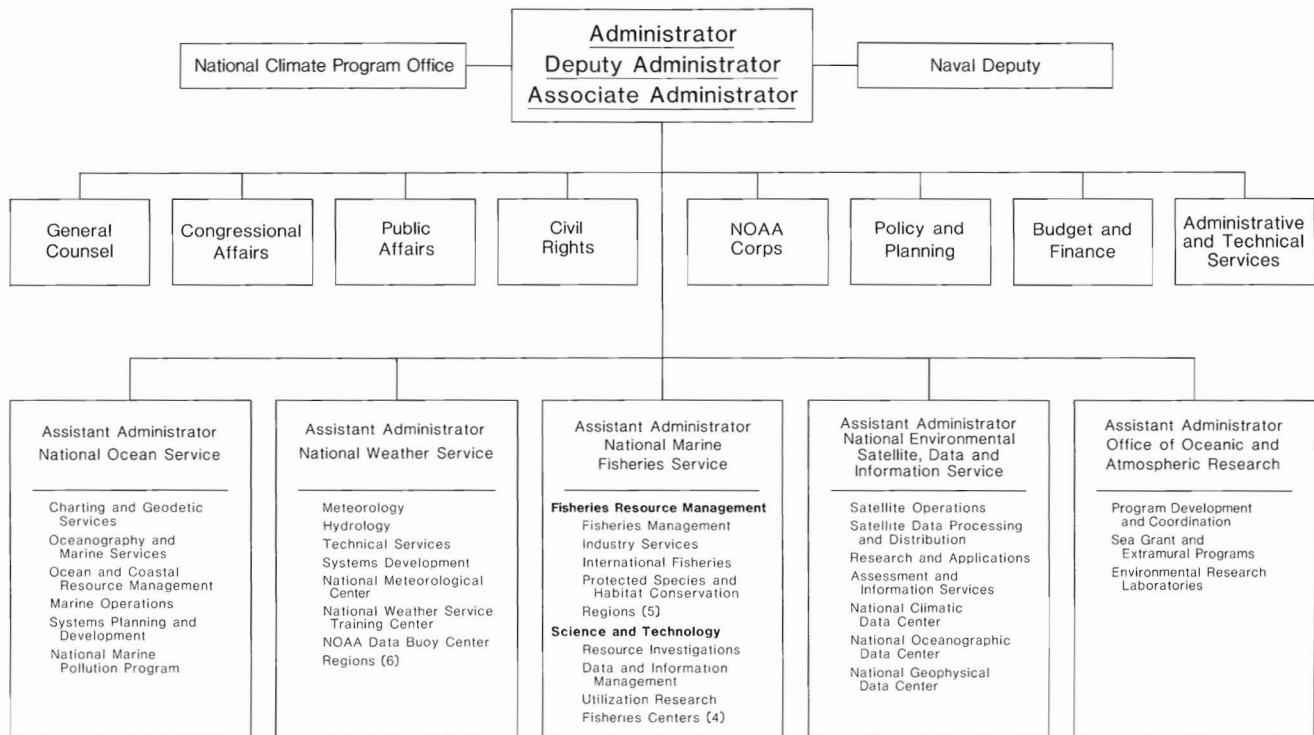 Administrator
National Climate Program Office
Deputy Administrator
Naval Deputy
Associate Administrator
General
Counsel
Congressional
Affairs
Public
Affairs
Civil
Rights
NOAA
Corps
Policy and
Planning
Budget and
Finance
Administrative
and Technical
Services
Assistant Administrator
National Ocean Service
Charting and Geodetic
Services
Oceanography and
Marine Services
Ocean and Coastal
Resource Management
Marine Operations
Systems Planning and
Development
National Marine
Pollution Program
Assistant Administrator
National Weather Service
Meteorology
Hydrology
Technical Services
Systems Development
National Meteorological
Center
National Weather Service
Training Center
NOAA Data Buoy Center
Regions (6)
Assistant Administrator
National Marine
Fisheries Service
Fisheries Resource Management
Fisheries Management
Industry Services
International Fisheries
Protected Species and
Habitat Conservation
Regions (5)
Science and Technology
Resource Investigations
Data and Information
Management
Utilization Research
Fisheries Centers (4)
Assistant Administrator
National Environmental
Satellite, Data and
Information Service
Satellite Operations
Satellite Data Processing
and Distribution
Research and Applications
Assessment and
Information Services
National Climatic
Data Center
National Oceanographic
Data Center
National Geophysical
Data Center
Assistant Administrator
Office of Oceanic and
Atmospheric Research
Program Development
and Coordination
Sea Grant and
Extramural Programs
Environmental Research
Laboratories